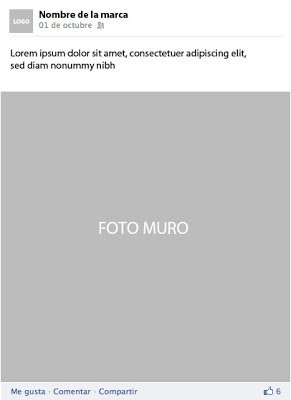 LOGO
Nombre de la marca
01 de octubre
Lorem ipsum dolor sit amet, consectetuer adipiscing elit,
sed diam nonummy nibh
FOTO MURO
Me gusta · Comentar · Compartir
6